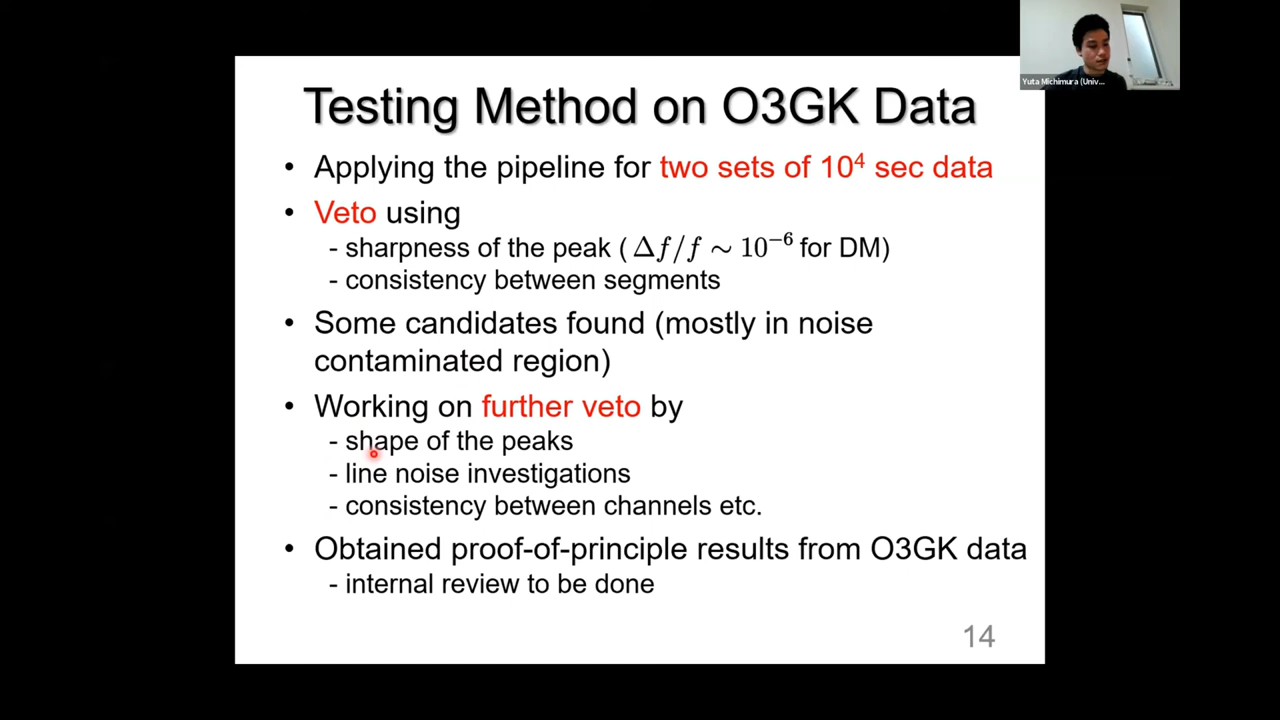 Yuta Michimura (Univ...
Testing Method on O3GK Data
• Applying the pipeline for two sets of 10⁴ sec data
• Veto using
- sharpness of the peak ( Δf/f ∼ 10⁻⁶ for DM)
- consistency between segments
• Some candidates found (mostly in noise
contaminated region)
• Working on further veto by
- shape of the peaks
- line noise investigations
- consistency between channels etc.
• Obtained proof-of-principle results from O3GK data
- internal review to be done
14